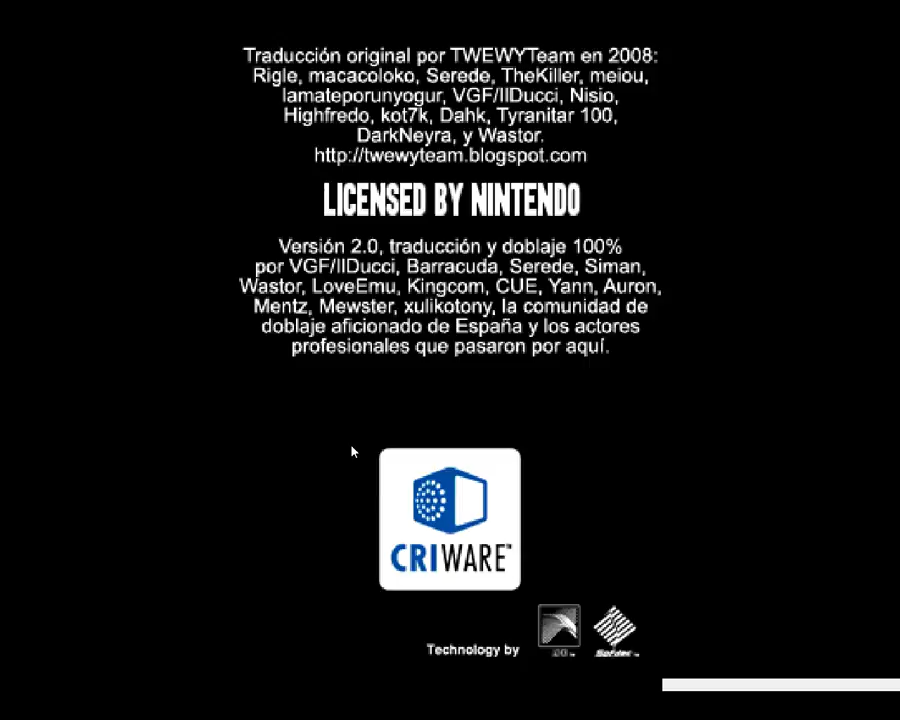 Traducción original por TWEWYTeam en 2008:
Rigle, macacoloko, Serede, TheKiller, meiou,
lamateporunyogur, VGF/IlDucci, Nisio,
Highfredo, kot7k, Dahk, Tyranitar 100,
DarkNeyra, y Wastor.
http://twewyteam.blogspot.com
LICENSED BY NINTENDO
Versión 2.0, traducción y doblaje 100%
por VGF/IlDucci, Barracuda, Serede, Siman,
Wastor, LoveEmu, Kingcom, CUE, Yann, Auron,
Mentz, Mewster, xulikotony, la comunidad de
doblaje aficionado de España y los actores
profesionales que pasaron por aquí.
CRIWARE™
Technology by
Sofdec™